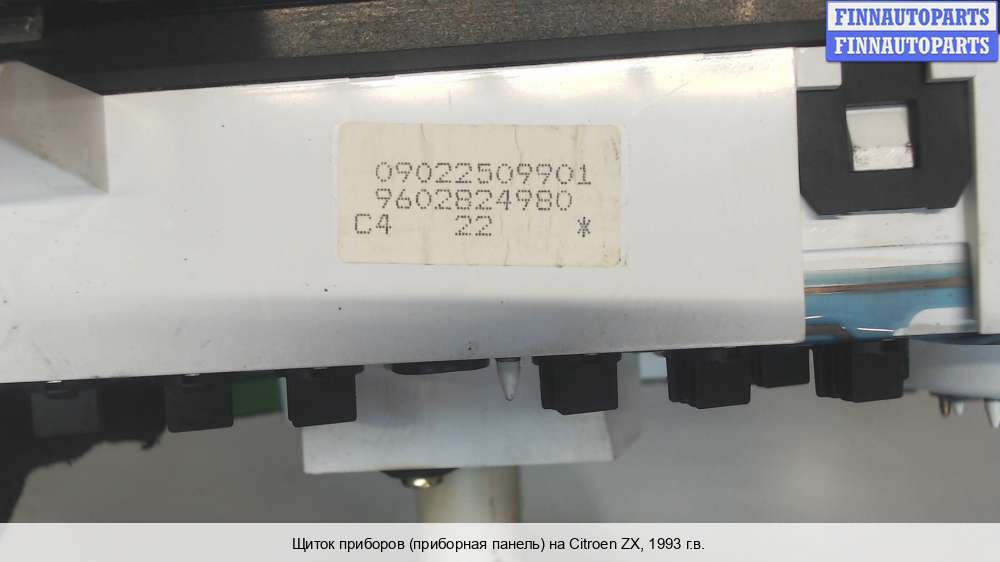 FINNAUTOPARTS
FINNAUTOPARTS
09022509901
9602824980
C4 22 *
Щиток приборов (приборная панель) на Citroen ZX, 1993 г.в.